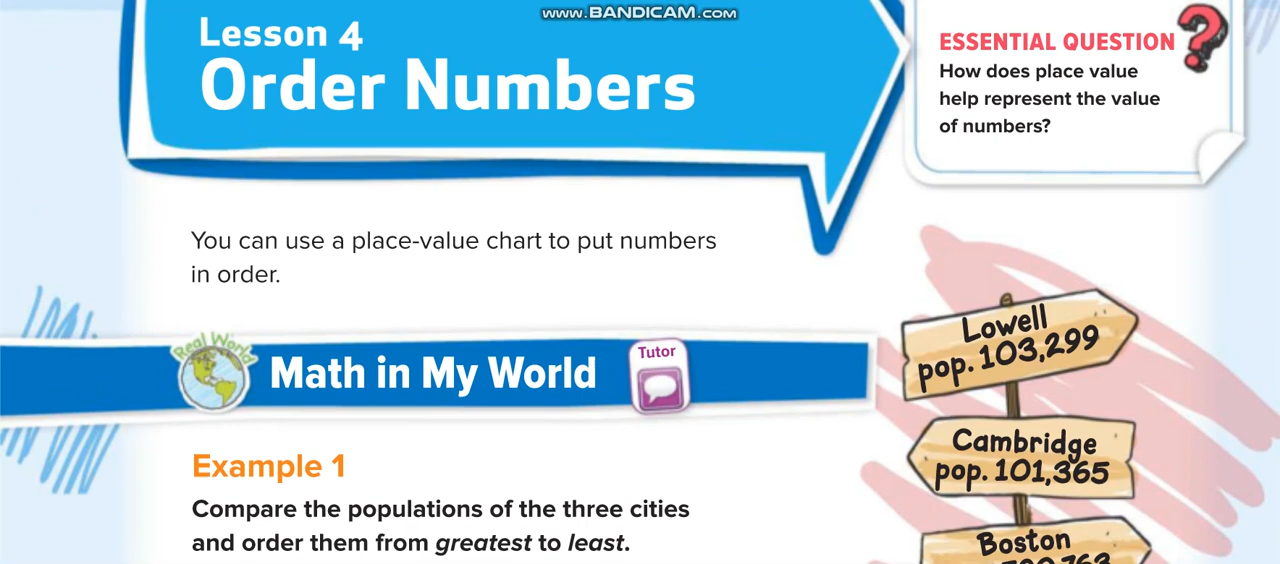 www.BANDICAM.com
Lesson 4
Order Numbers
ESSENTIAL QUESTION
How does place value
help represent the value
of numbers?
You can use a place-value chart to put numbers
in order.
Real World
Math in My World
Tutor
Lowell
pop. 103,299
Cambridge
pop. 101,365
Boston
Example 1
Compare the populations of the three cities
and order them from greatest to least.